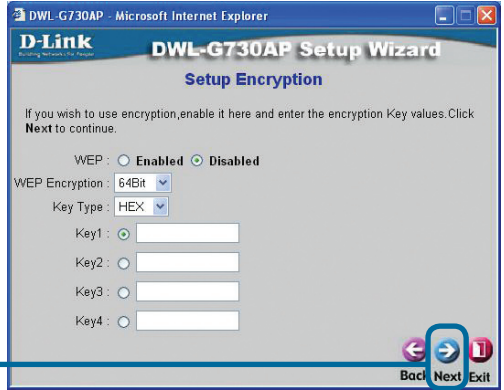 DWL-G730AP - Microsoft Internet Explorer
D-Link
Building Networks for People
DWL-G730AP Setup Wizard
Setup Encryption
If you wish to use encryption,enable it here and enter the encryption Key values.Click
Next to continue.
WEP : Enabled Disabled
WEP Encryption : 64Bit
Key Type : HEX
Key1 :
Key2 :
Key3 :
Key4 :
Back Next Exit